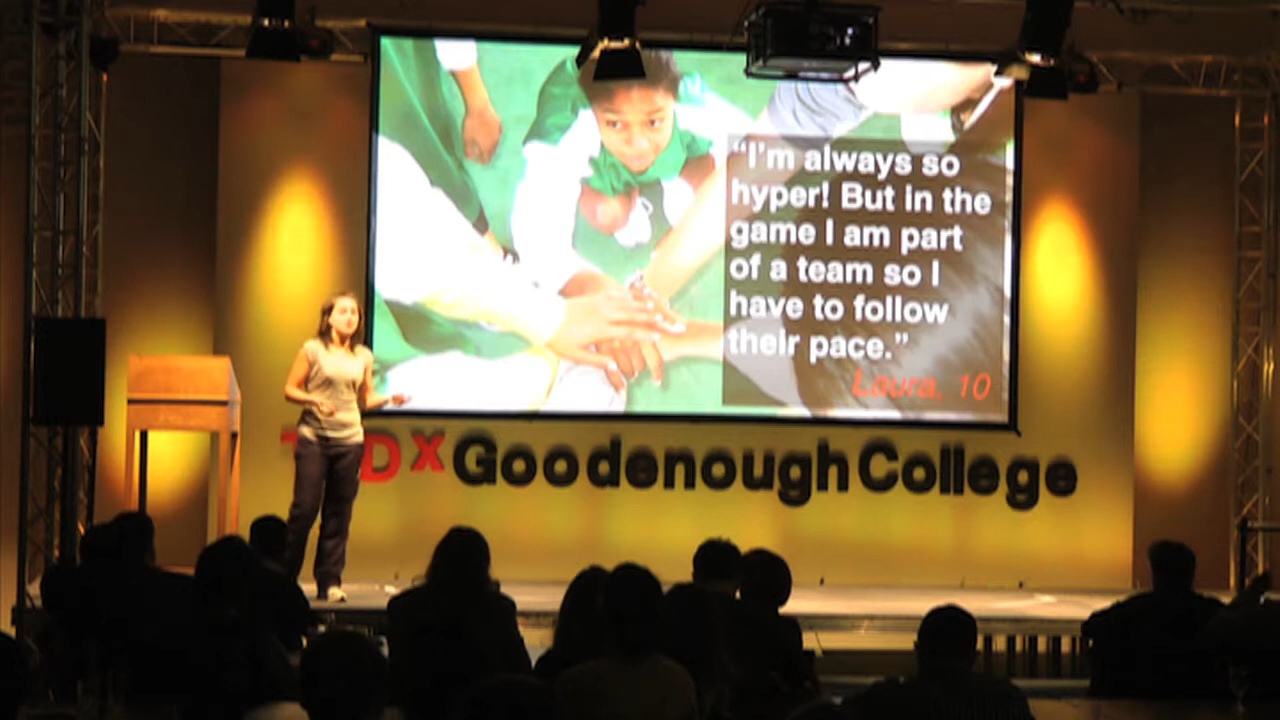 “I’m always so
hyper! But in the
game I am part
of a team so I
have to follow
their pace.”
Laura, 10
TEDxGoodenoughCollege